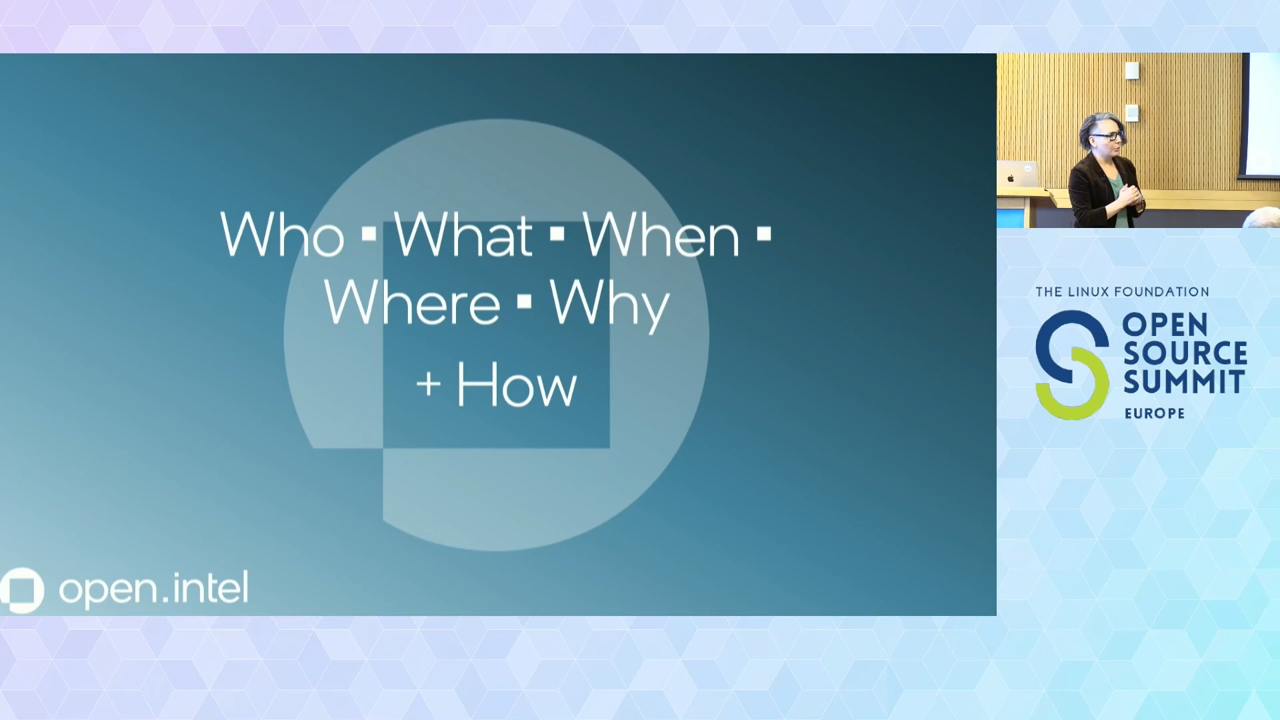 Who ▪ What ▪ When ▪
Where ▪ Why
+ How
open.intel
THE LINUX FOUNDATION
OPEN
SOURCE
SUMMIT
EUROPE